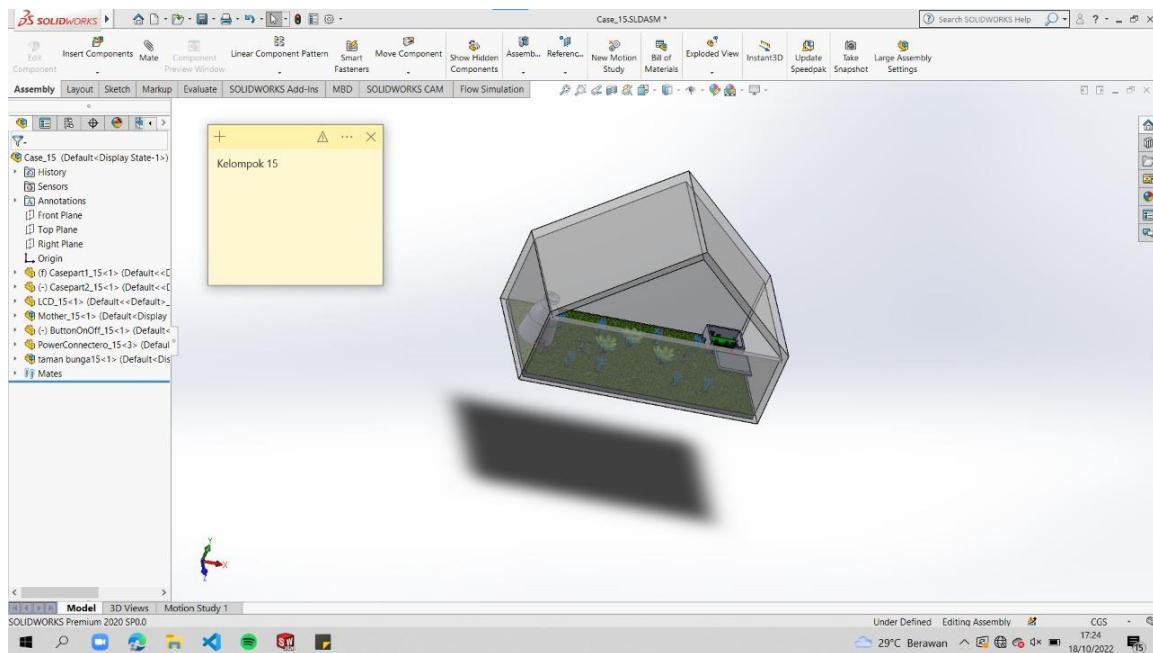 SOLIDWORKS
Case_15.SLDASM *
Search SOLIDWORKS Help
Edit Component
Insert Components
Mate
Component Preview Window
Linear Component Pattern
Smart Fasteners
Move Component
Show Hidden Components
Assemb...
Referenc...
New Motion Study
Bill of Materials
Exploded View
Instant3D
Update Speedpak
Take Snapshot
Large Assembly Settings
Assembly Layout Sketch Markup Evaluate SOLIDWORKS Add-Ins MBD SOLIDWORKS CAM Flow Simulation
Case_15 (Default<Display State-1>)
History
Sensors
Annotations
Front Plane
Top Plane
Right Plane
Origin
(f) Casepart1_15<1> (Default<<D
(-) Casepart2_15<1> (Default<<D
LCD_15<1> (Default<<Default>_
Mother_15<1> (Default<Display
(-) ButtonOnOff_15<1> (Default<
PowerConnectero_15<3> (Defaul
taman bunga15<1> (Default<Dis
Mates
Kelompok 15
Y
X
Z
Model 3D Views Motion Study 1
SOLIDWORKS Premium 2020 SP0.0
Under Defined Editing Assembly CGS
29°C Berawan
17:24
18/10/2022
15